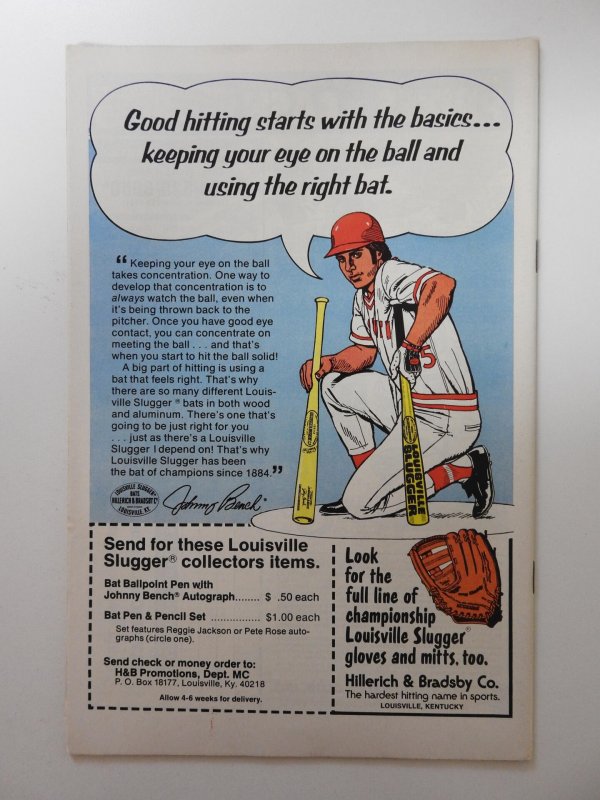 Good hitting starts with the basics...
keeping your eye on the ball and
using the right bat.
“Keeping your eye on the ball
takes concentration. One way to
develop that concentration is to
always watch the ball, even when
it's being thrown back to the
pitcher. Once you have good eye
contact, you can concentrate on
meeting the ball . . . and that's
when you start to hit the ball solid!
A big part of hitting is using a
bat that feels right. That's why
there are so many different Louis-
ville Slugger® bats in both wood
and aluminum. There's one that's
going to be just right for you
. . . just as there's a Louisville
Slugger I depend on! That's why
Louisville Slugger has been
the bat of champions since 1884.”
LOUISVILLE SLUGGER
BATS
HILLERICH & BRADSBY Co
LOUISVILLE, KY.
Johnny Bench
5
LOUISVILLE
SLUGGER
Send for these Louisville
Slugger® collectors items.
Bat Ballpoint Pen with
Johnny Bench® Autograph........ $ .50 each
Bat Pen & Pencil Set ................ $1.00 each
Set features Reggie Jackson or Pete Rose auto-
graphs (circle one).
Send check or money order to:
H&B Promotions, Dept. MC
P. O. Box 18177, Louisville, Ky. 40218
Allow 4-6 weeks for delivery.
Look
for the
full line of
championship
Louisville Slugger®
gloves and mitts, too.
Hillerich & Bradsby Co.
The hardest hitting name in sports.
LOUISVILLE, KENTUCKY